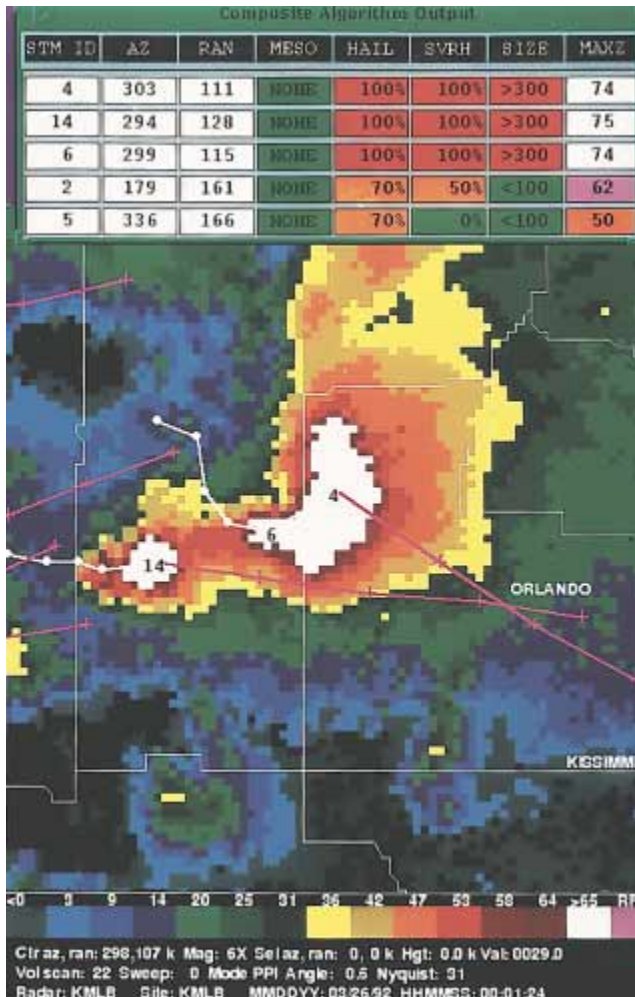 Composite Algorithm Output
STM ID AZ RAN MESO HAIL SVRH SIZE MAXZ
4 303 111 NONE 100% 100% >300 74
14 294 128 NONE 100% 100% >300 75
6 299 115 NONE 100% 100% >300 74
2 179 161 NONE 70% 50% <100 62
5 336 166 NONE 70% 0% <100 50
4
6
14
ORLANDO
KISSIMM
<0 3 9 14 20 25 31 36 42 47 53 58 64 >65 RF
Ctr az, ran: 298,107 k Mag: 6X Sel az, ran: 0, 0 k Hgt: 0.0 k Val: 0029.0
Vol scan: 22 Sweep: 0 Mode PPI Angle: 0.5 Nyquist: 31
Radar: KMLB Site: KMLB MMDDYY: 03/26/92 HHMMSS: 00-01-24